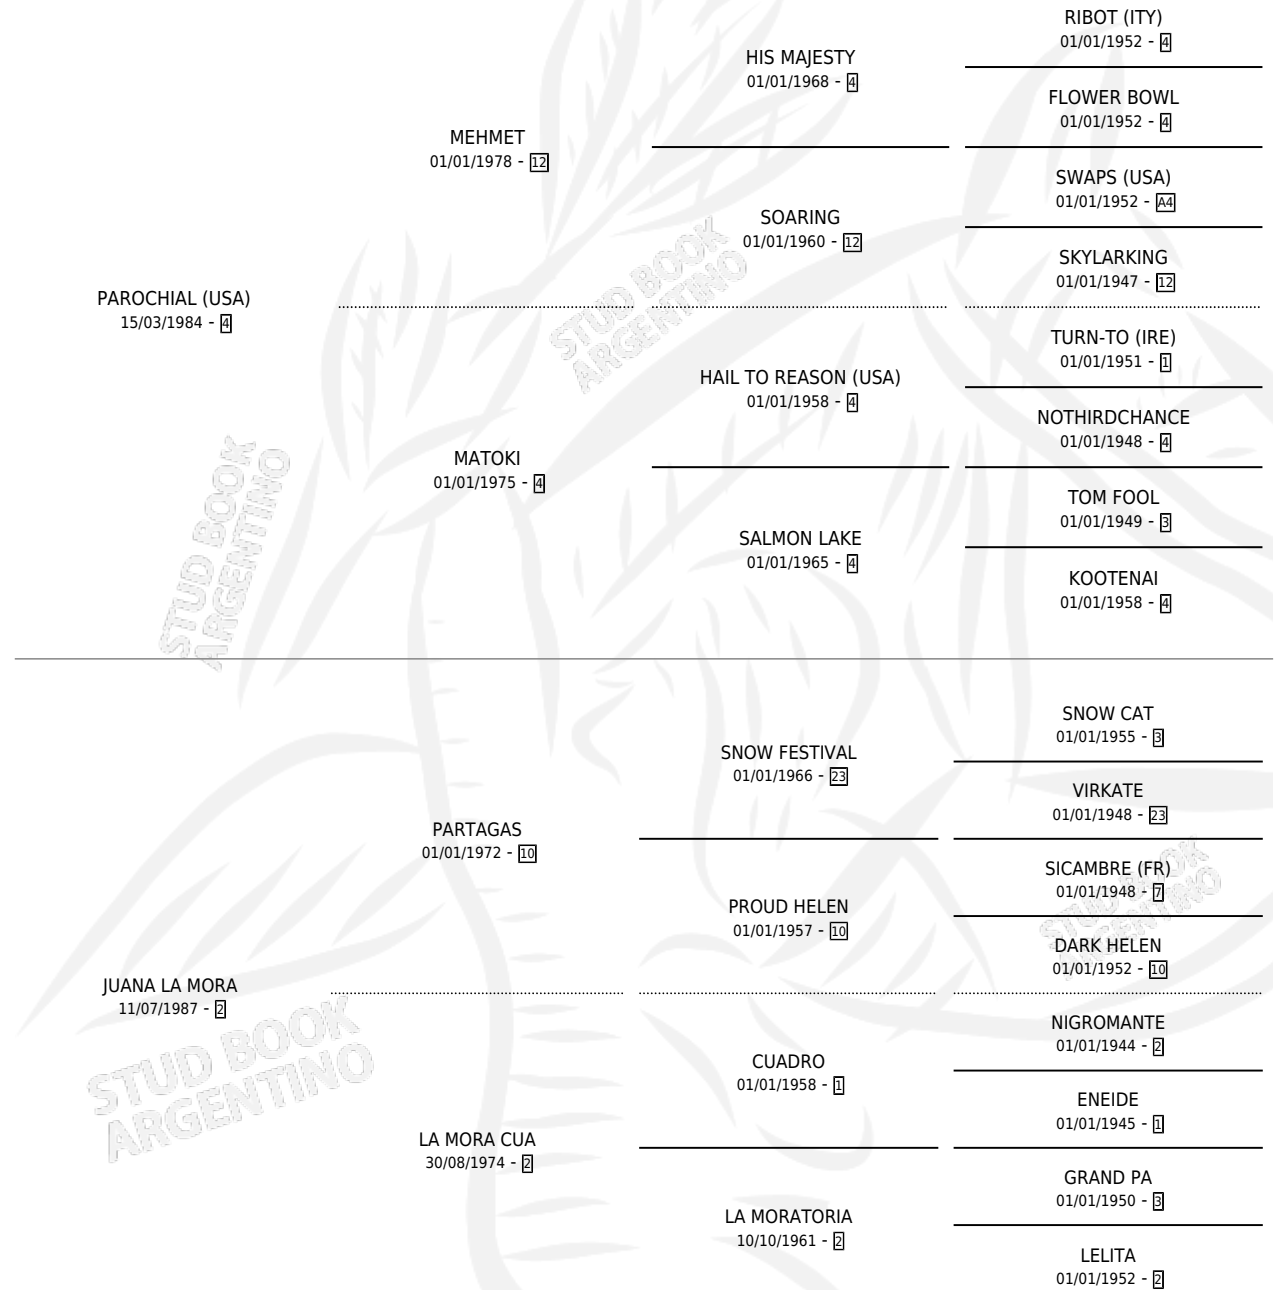 RIBOT (ITY)
01/01/1952 - 4
HIS MAJESTY
01/01/1968 - 4
FLOWER BOWL
01/01/1952 - 4
MEHMET
01/01/1978 - 12
SWAPS (USA)
01/01/1952 - A4
SOARING
01/01/1960 - 12
SKYLARKING
01/01/1947 - 12
PAROCHIAL (USA)
15/03/1984 - 4
TURN-TO (IRE)
01/01/1951 - 1
HAIL TO REASON (USA)
01/01/1958 - 4
NOTHIRDCHANCE
01/01/1948 - 4
MATOKI
01/01/1975 - 4
TOM FOOL
01/01/1949 - 3
SALMON LAKE
01/01/1965 - 4
KOOTENAI
01/01/1958 - 4
SNOW CAT
01/01/1955 - 3
SNOW FESTIVAL
01/01/1966 - 23
VIRKATE
01/01/1948 - 23
PARTAGAS
01/01/1972 - 10
SICAMBRE (FR)
01/01/1948 - 7
PROUD HELEN
01/01/1957 - 10
DARK HELEN
01/01/1952 - 10
JUANA LA MORA
11/07/1987 - 2
NIGROMANTE
01/01/1944 - 2
CUADRO
01/01/1958 - 1
ENEIDE
01/01/1945 - 1
LA MORA CUA
30/08/1974 - 2
GRAND PA
01/01/1950 - 3
LA MORATORIA
10/10/1961 - 2
LELITA
01/01/1952 - 2
STUD BOOK
ARGENTINO
STUD BOOK
ARGENTINO
STUD BOOK
ARGENTINO
STUD BOOK
ARGENTINO